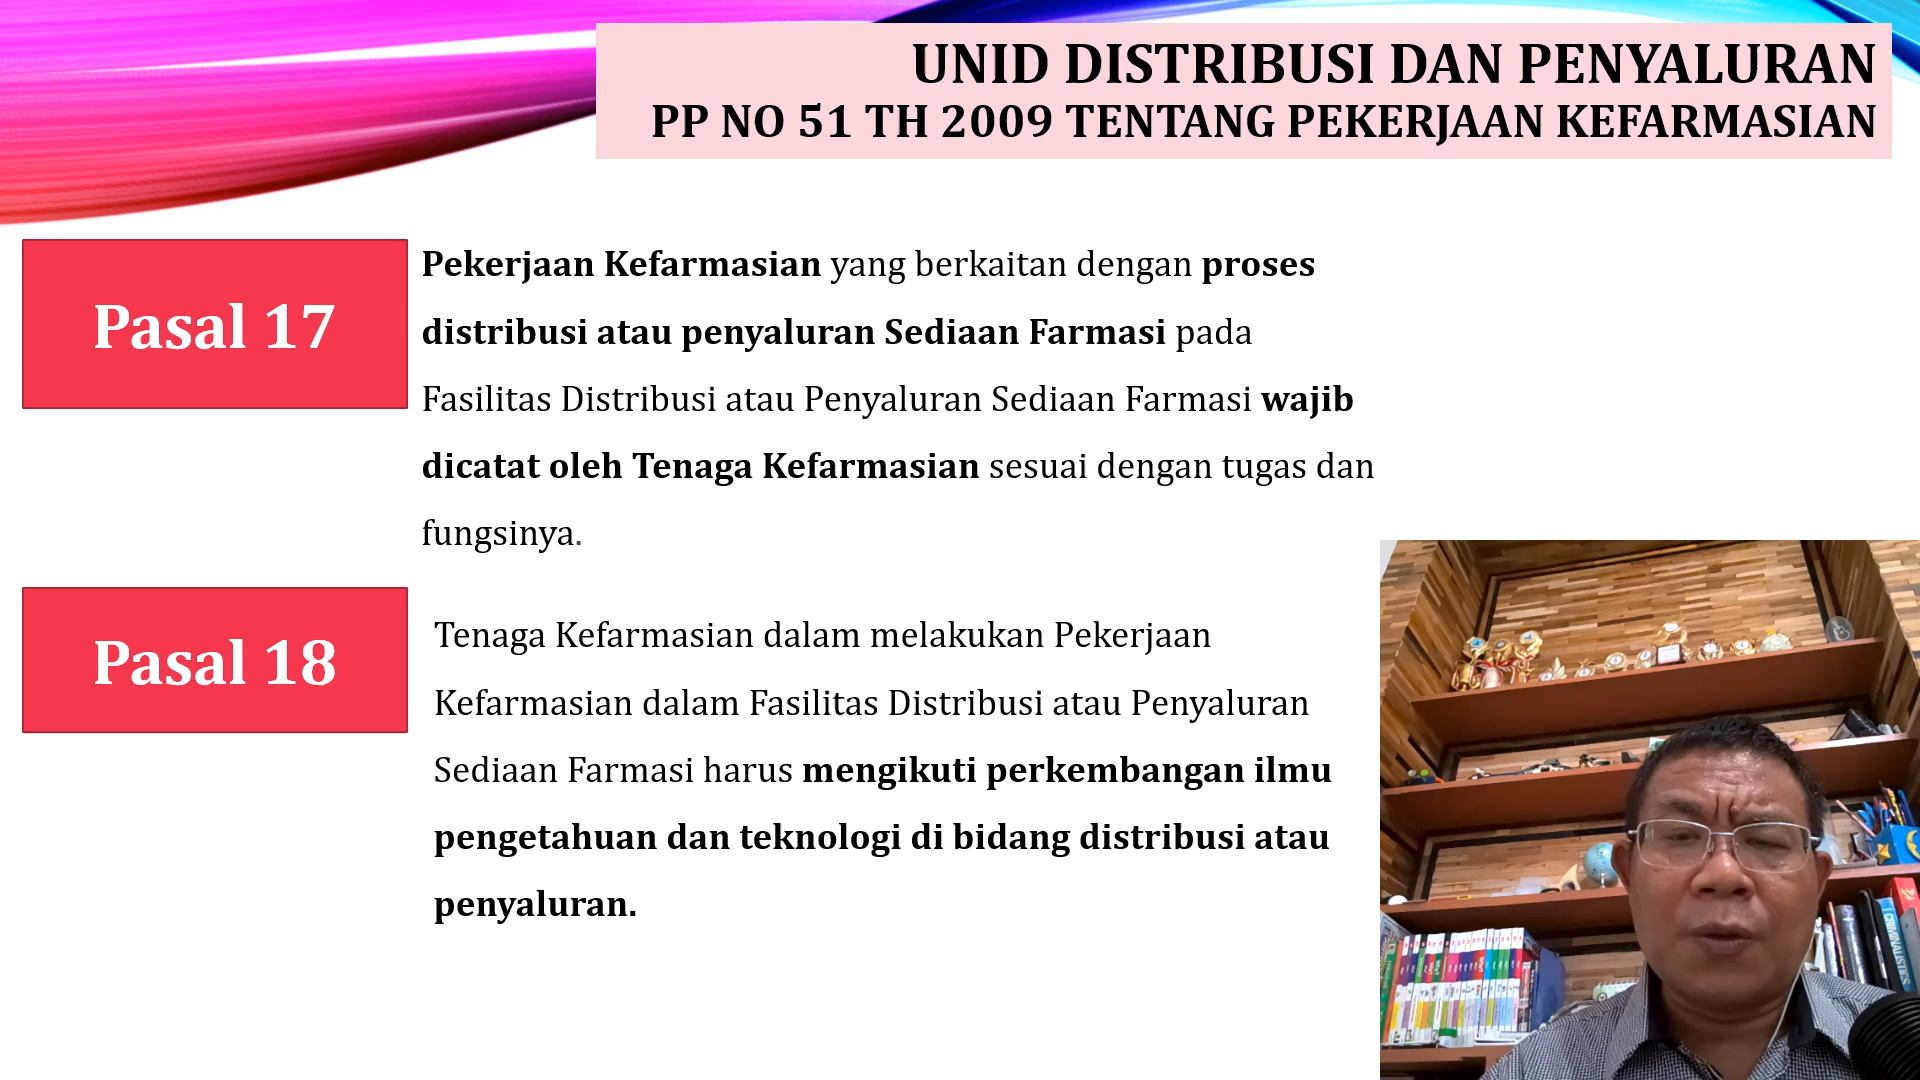 UNID DISTRIBUSI DAN PENYALURAN
PP NO 51 TH 2009 TENTANG PEKERJAAN KEFARMASIAN
Pasal 17
Pekerjaan Kefarmasian yang berkaitan dengan proses
distribusi atau penyaluran Sediaan Farmasi pada
Fasilitas Distribusi atau Penyaluran Sediaan Farmasi wajib
dicatat oleh Tenaga Kefarmasian sesuai dengan tugas dan
fungsinya.
Pasal 18
Tenaga Kefarmasian dalam melakukan Pekerjaan
Kefarmasian dalam Fasilitas Distribusi atau Penyaluran
Sediaan Farmasi harus mengikuti perkembangan ilmu
pengetahuan dan teknologi di bidang distribusi atau
penyaluran.